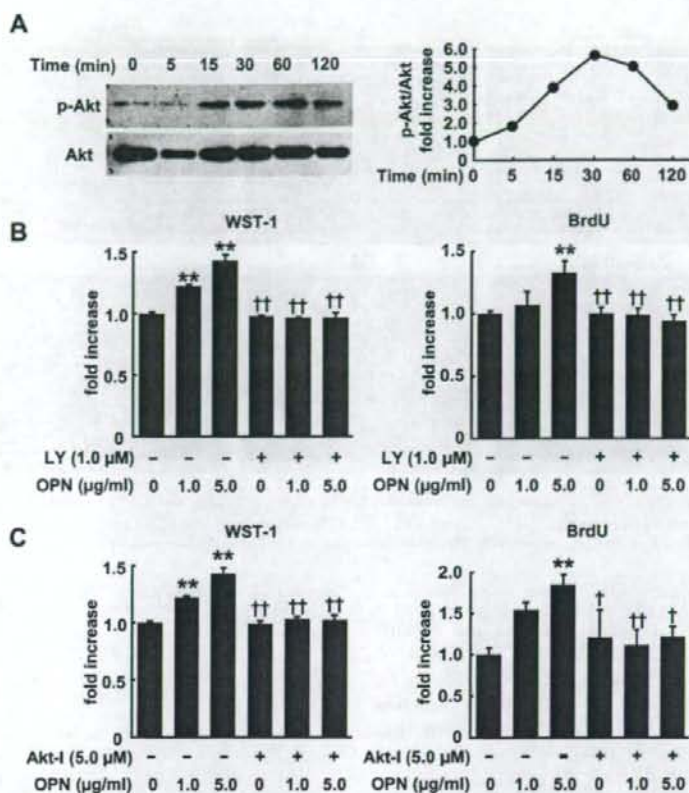 A
Time (min) 0 5 15 30 60 120
p-Akt
Akt
p-Akt/Akt
fold increase
6.0
5.0
4.0
3.0
2.0
1.0
0
Time (min) 0 5 15 30 60 120
B
WST-1
fold increase
1.5
1.0
1.5
0
** ** †† †† ††
LY (1.0 µM) − − − + + +
OPN (µg/ml) 0 1.0 5.0 0 1.0 5.0
BrdU
fold increase
1.5
1.0
0.5
0
** †† †† ††
LY (1.0 µM) − − − + + +
OPN (µg/ml) 0 1.0 5.0 0 1.0 5.0
C
WST-1
fold increase
1.5
1.0
0.5
0
** ** †† †† ††
Akt-I (5.0 µM) − − − + + +
OPN (µg/ml) 0 1.0 5.0 0 1.0 5.0
BrdU
fold increase
2.0
1.5
1.0
0.5
0.0
** † †† †
Akt-I (5.0 µM) − − − + + +
OPN (µg/ml) 0 1.0 5.0 0 1.0 5.0